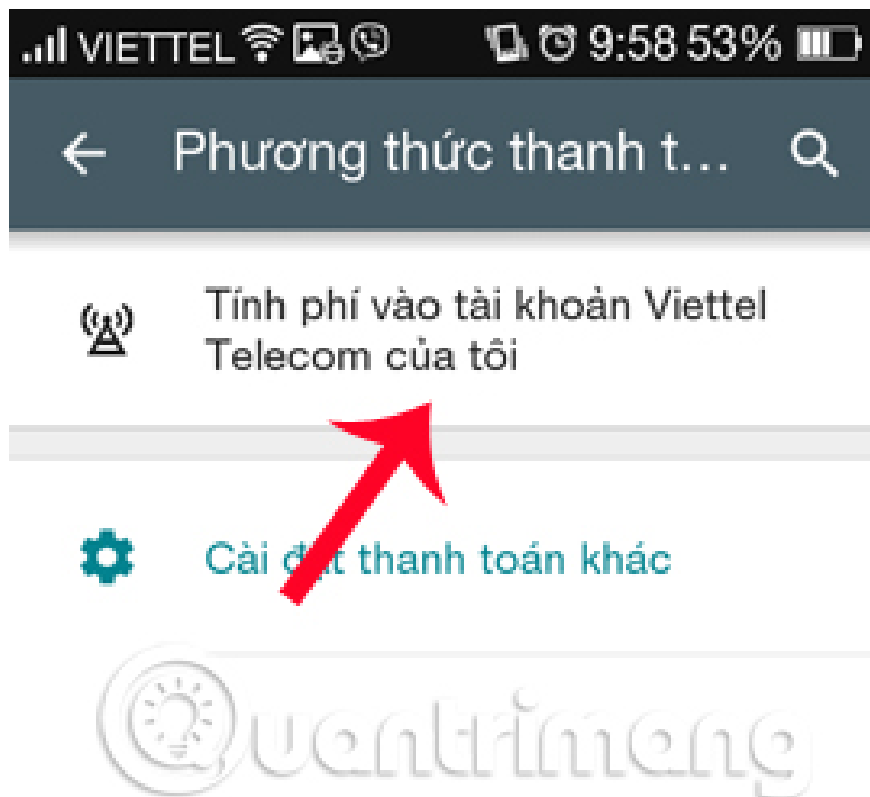 VIETTEL 9:58 53%
Phương thức thanh t...
Tính phí vào tài khoản Viettel
Telecom của tôi
Cài đặt thanh toán khác
Quantrimang